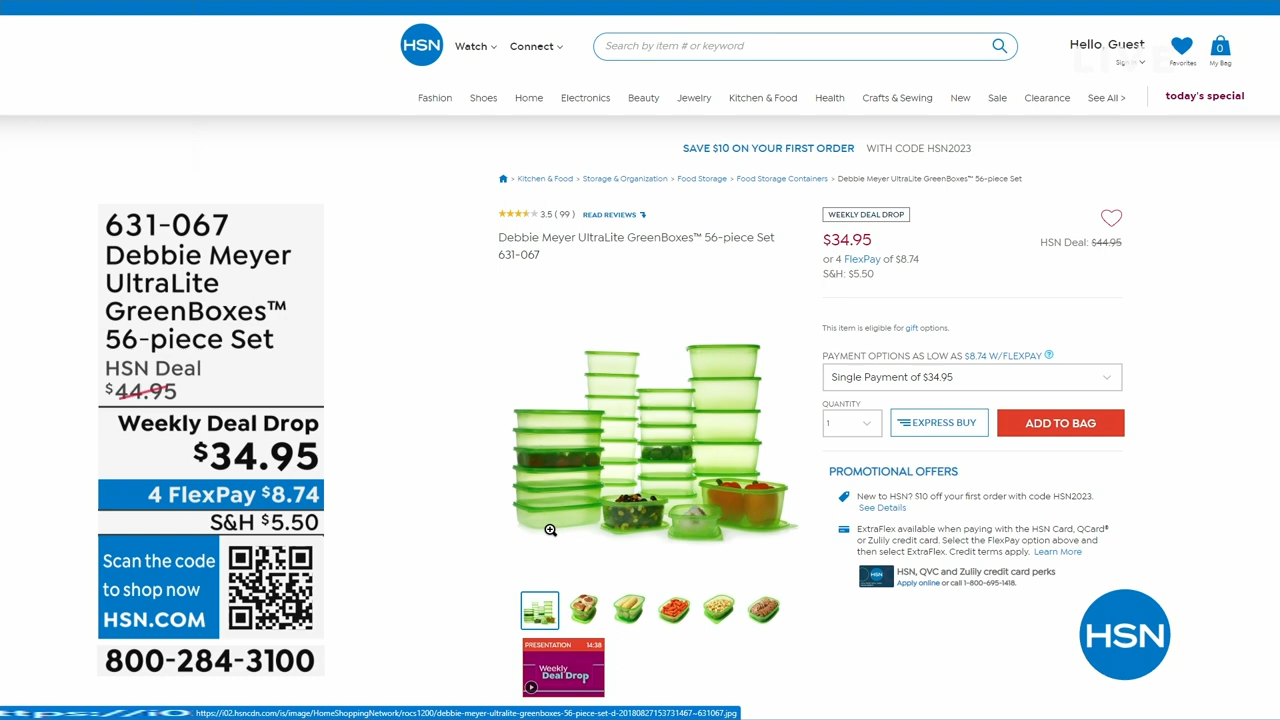 HSN
Watch
Connect
Search by item # or keyword
Hello, Guest
Favorites
0
My Bag
Fashion
Shoes
Home
Electronics
Beauty
Jewelry
Kitchen & Food
Health
Crafts & Sewing
New
Sale
Clearance
See All >
today's special
SAVE $10 ON YOUR FIRST ORDER WITH CODE HSN2023
> Kitchen & Food > Storage & Organization > Food Storage > Food Storage Containers > Debbie Meyer UltraLite GreenBoxes™ 56-piece Set
631-067
Debbie Meyer
UltraLite
GreenBoxes™
56-piece Set
HSN Deal
$44.95
Weekly Deal Drop
$34.95
4 FlexPay $8.74
S&H $5.50
Scan the code
to shop now
HSN.COM
800-284-3100
3.5 ( 99 ) READ REVIEWS
Debbie Meyer UltraLite GreenBoxes™ 56-piece Set
631-067
PRESENTATION 14:38
Weekly
Deal Drop
WEEKLY DEAL DROP
$34.95
HSN Deal: $44.95
or 4 FlexPay of $8.74
S&H: $5.50
This item is eligible for gift options.
PAYMENT OPTIONS AS LOW AS $8.74 W/FLEXPAY ?
Single Payment of $34.95
QUANTITY
1
EXPRESS BUY
ADD TO BAG
PROMOTIONAL OFFERS
New to HSN? $10 off your first order with code HSN2023.
See Details
ExtraFlex available when paying with the HSN Card, QCard®
or Zulily credit card. Select the FlexPay option above and
then select ExtraFlex. Credit terms apply. Learn More
HSN
HSN, QVC and Zulily credit card perks
Apply online or call 1-800-695-1418.
HSN
https://i02.hsncdn.com/is/image/HomeShoppingNetwork/rocs1200/debbie-meyer-ultralite-greenboxes-56-piece-set-d-20180827153731467~631067.jpg